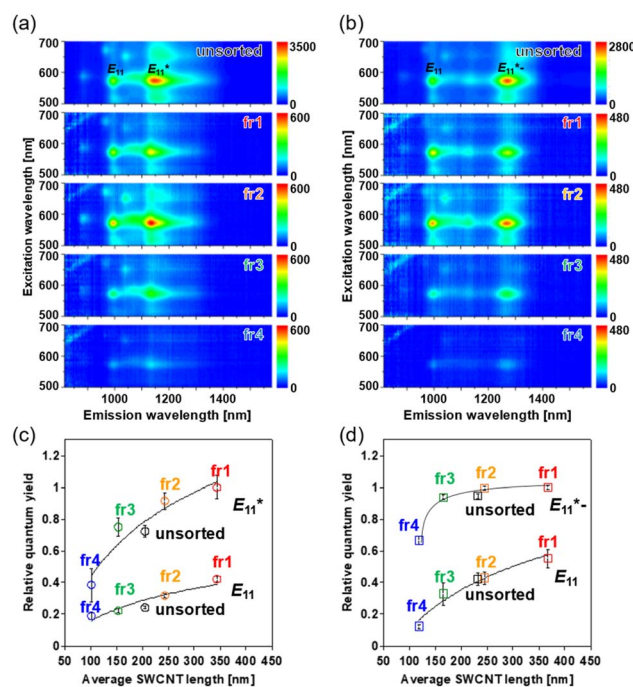 (a)
(b)
700
600
500
unsorted
E11
E11*
3500
0
700
600
500
unsorted
E11
E11*-
2800
0
700
600
500
fr1
600
0
700
600
500
fr1
480
0
700
600
500
fr2
600
0
700
600
500
fr2
480
0
700
600
500
fr3
600
0
700
600
500
fr3
480
0
700
600
500
fr4
600
0
700
600
500
fr4
480
0
Excitation wavelength [nm]
Excitation wavelength [nm]
1000 1200 1400
Emission wavelength [nm]
1000 1200 1400
Emission wavelength [nm]
(c)
(d)
1.2
1
0.8
0.6
0.4
0.2
0
Relative quantum yield
fr4
fr3
fr2
fr1
unsorted
E11*
fr4
fr3
fr2
fr1
unsorted
E11
50 100 150 200 250 300 350 400 450
Average SWCNT length [nm]
1.2
1
0.8
0.6
0.4
0.2
0
Relative quantum yield
fr4
fr3
fr2
fr1
unsorted
E11*-
fr4
fr3
fr2
fr1
unsorted
E11
50 100 150 200 250 300 350 400 450
Average SWCNT length [nm]